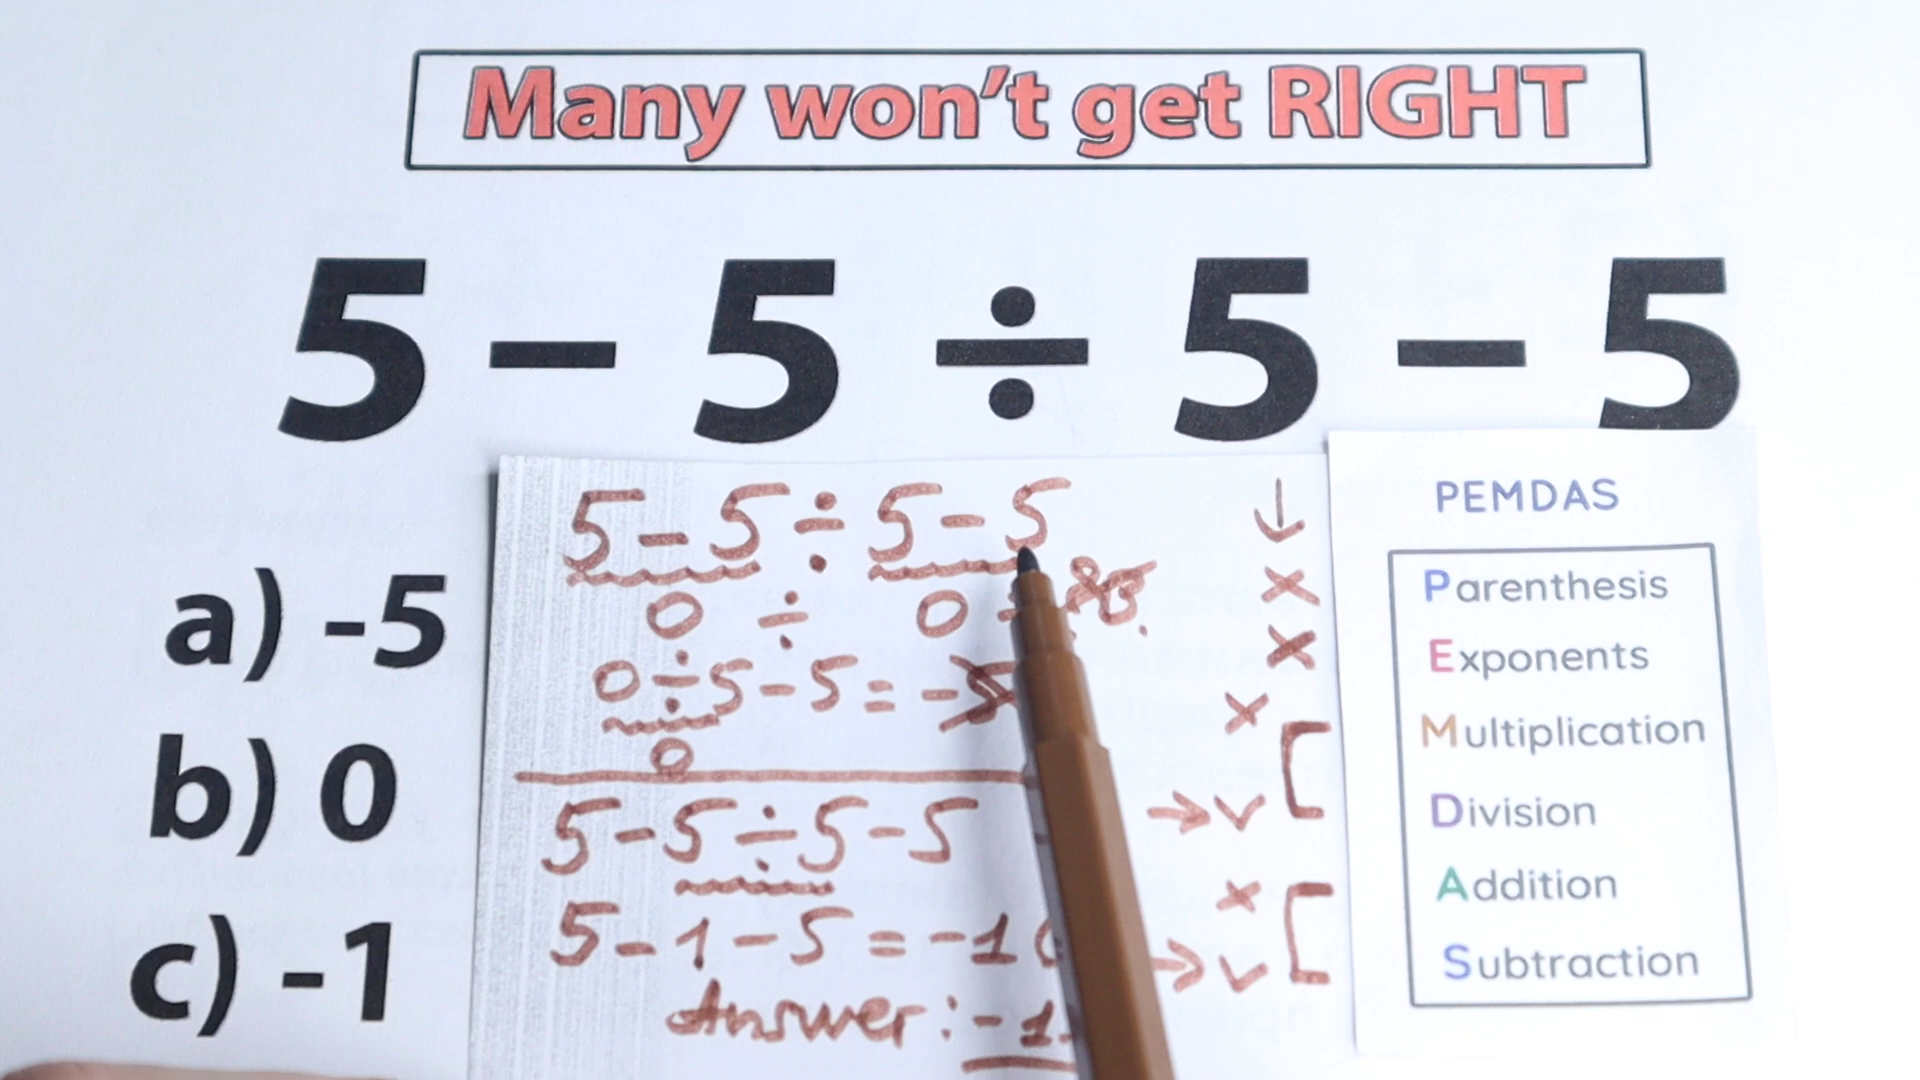 Many won't get RIGHT
5 – 5 ÷ 5 – 5
a) -5
b) 0
c) -1
5 - 5 ÷ 5 - 5
0 ÷ 0
0 ÷ 5 - 5 = -5
0
5 - 5 ÷ 5 - 5
5 - 1 - 5 = -1
Answer: -1.
PEMDAS
Parenthesis
Exponents
Multiplication
Division
Addition
Subtraction